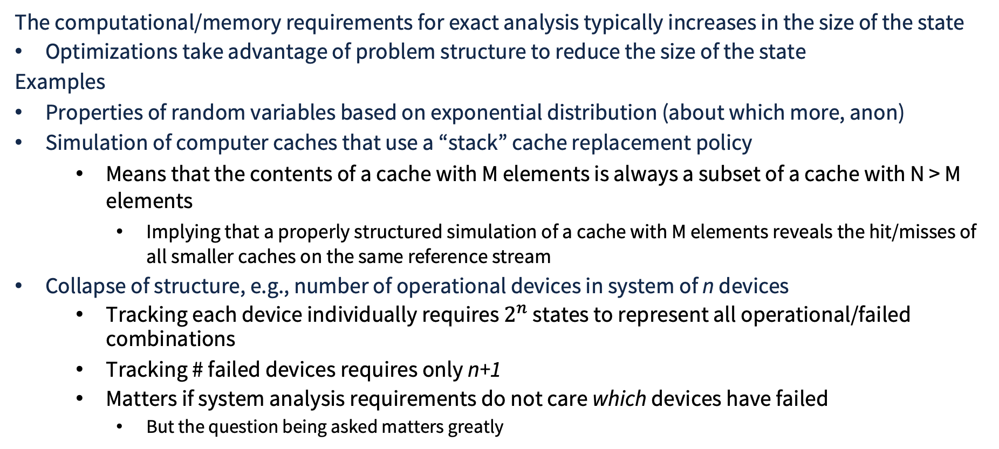 The computational/memory requirements for exact analysis typically increases in the size of the state
• Optimizations take advantage of problem structure to reduce the size of the state
Examples
• Properties of random variables based on exponential distribution (about which more, anon)
• Simulation of computer caches that use a “stack” cache replacement policy
• Means that the contents of a cache with M elements is always a subset of a cache with N > M
elements
• Implying that a properly structured simulation of a cache with M elements reveals the hit/misses of
all smaller caches on the same reference stream
• Collapse of structure, e.g., number of operational devices in system of n devices
• Tracking each device individually requires 2ⁿ states to represent all operational/failed
combinations
• Tracking # failed devices requires only n+1
• Matters if system analysis requirements do not care which devices have failed
• But the question being asked matters greatly